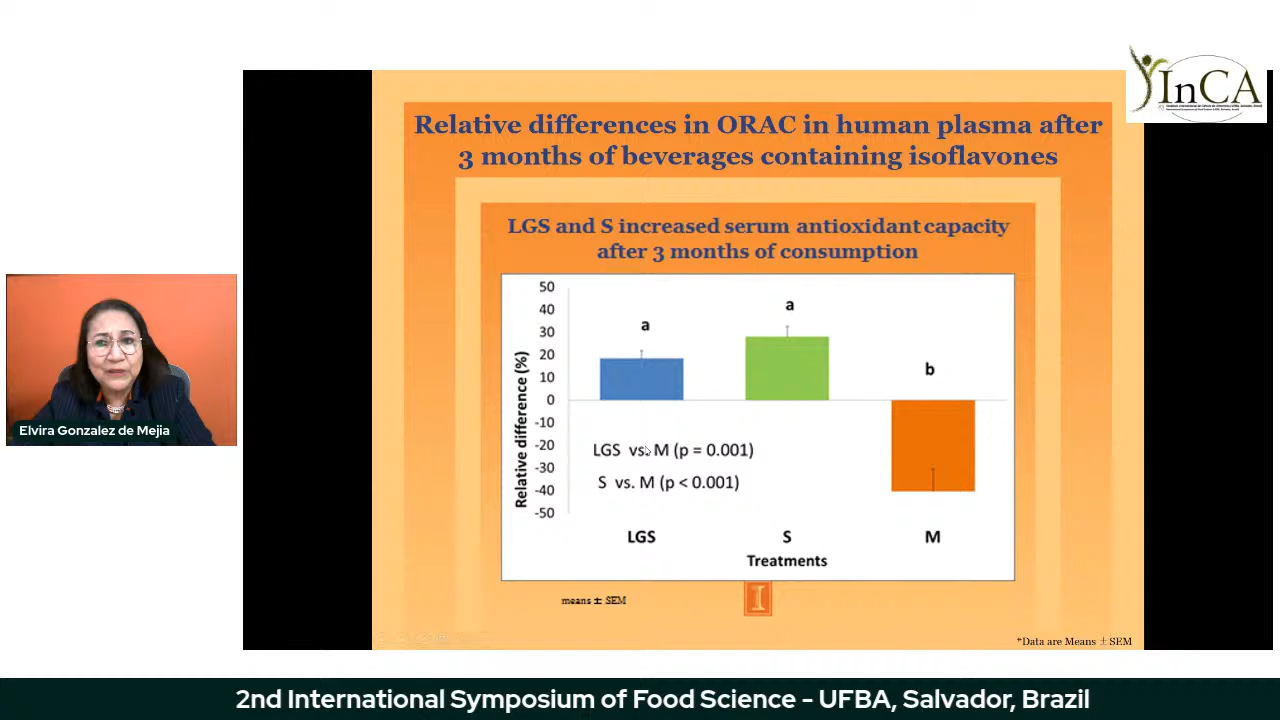 InCA
Relative differences in ORAC in human plasma after
3 months of beverages containing isoflavones
LGS and S increased serum antioxidant capacity
after 3 months of consumption
50
40
30
20
10
0
-10
-20
-30
-40
-50
Relative difference (%)
a
a
b
LGS vs. M (p = 0.001)
S vs. M (p < 0.001)
LGS
S
M
Treatments
means ± SEM
I
*Data are Means ± SEM
Elvira Gonzalez de Mejia
2nd International Symposium of Food Science - UFBA, Salvador, Brazil